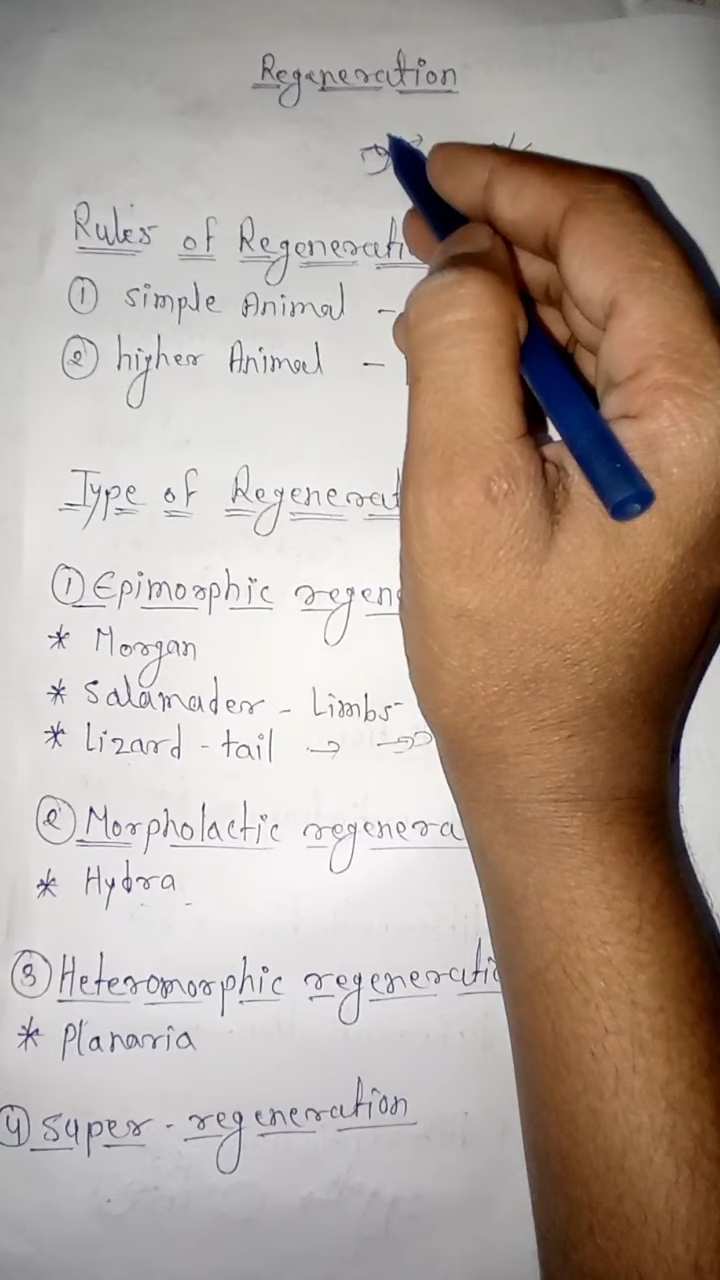 Regeneration
Rules of Regenerati
① simple Animal -
② higher Animal -
Type of Regenerat
① Epimorphic regen
* Morgan
* Salamader - Limbs-
* Lizard - tail →
② Morpholactic regenera
* Hydra
③ Heteromorphic regenerati
* Planaria
④ super - regeneration